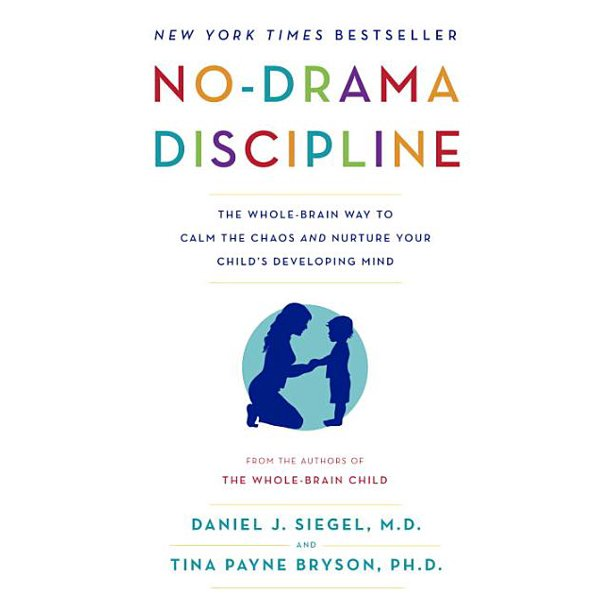 NEW YORK TIMES BESTSELLER
NO-DRAMA
DISCIPLINE
THE WHOLE-BRAIN WAY TO
CALM THE CHAOS AND NURTURE YOUR
CHILD'S DEVELOPING MIND
FROM THE AUTHORS OF
THE WHOLE-BRAIN CHILD
DANIEL J. SIEGEL, M.D.
AND
TINA PAYNE BRYSON, PH.D.